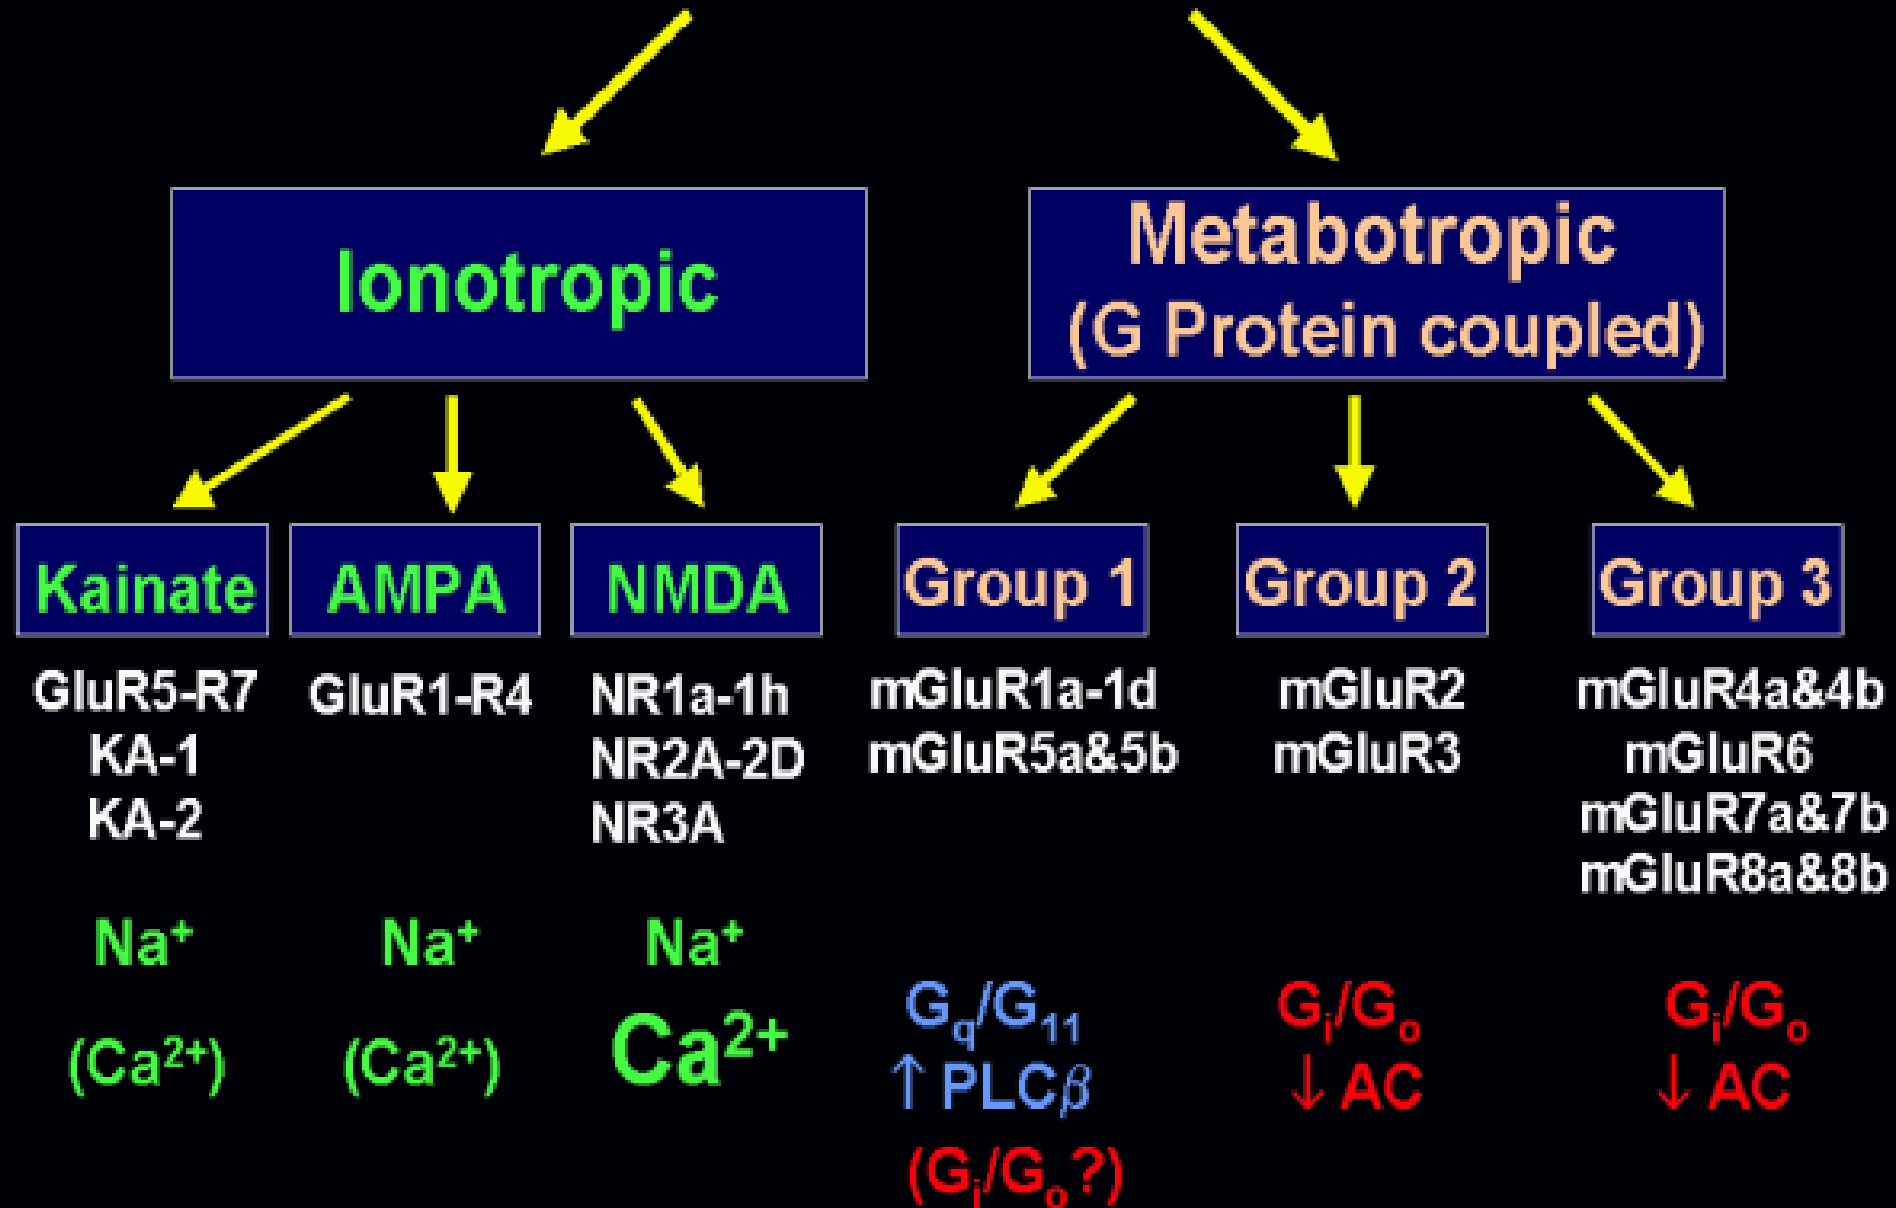 Ionotropic
Metabotropic
(G Protein coupled)
Kainate
AMPA
NMDA
Group 1
Group 2
Group 3
GluR5-R7
KA-1
KA-2
GluR1-R4
NR1a-1h
NR2A-2D
NR3A
mGluR1a-1d
mGluR5a&5b
mGluR2
mGluR3
mGluR4a&4b
mGluR6
mGluR7a&7b
mGluR8a&8b
Na⁺
(Ca²⁺)
Na⁺
(Ca²⁺)
Na⁺
Ca²⁺
Gq/G₁₁
↑ PLCβ
(Gᵢ/Gₒ?)
Gᵢ/Gₒ
↓ AC
Gᵢ/Gₒ
↓ AC